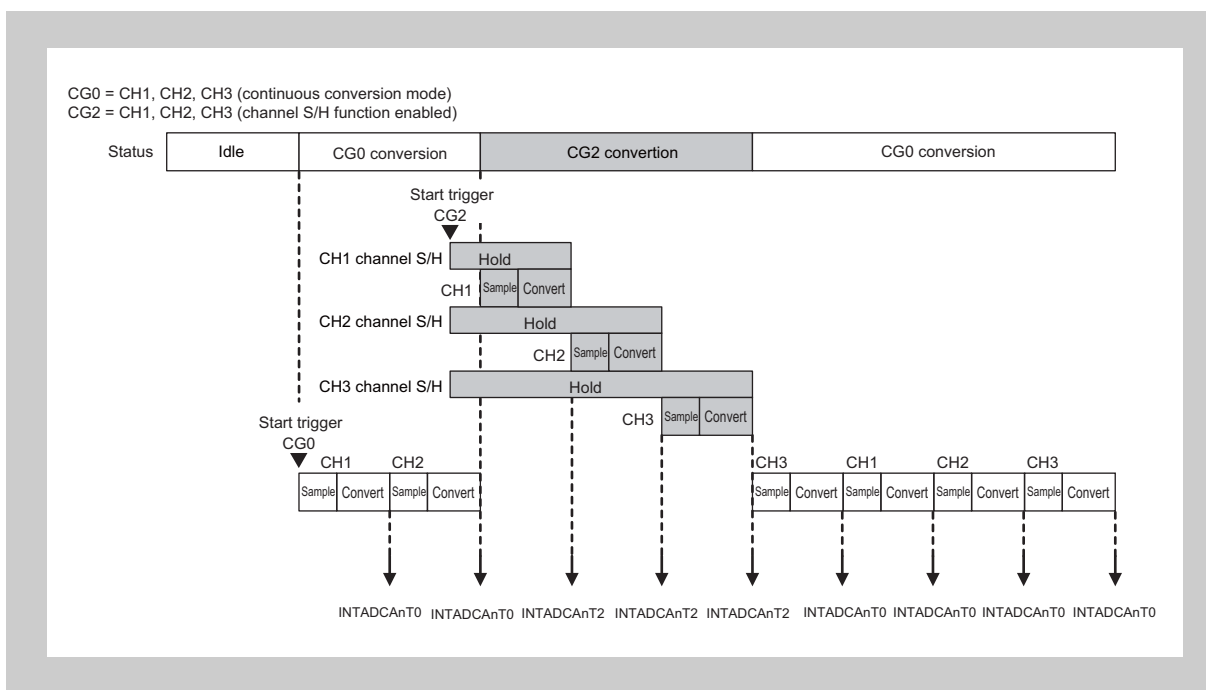 CG0 = CH1, CH2, CH3 (continuous conversion mode)
CG2 = CH1, CH2, CH3 (channel S/H function enabled)
Status Idle CG0 conversion CG2 convertion CG0 conversion
Start trigger
CG2
CH1 channel S/H Hold
CH1 Sample Convert
CH2 channel S/H Hold
CH2 Sample Convert
CH3 channel S/H Hold
CH3 Sample Convert
Start trigger
CG0
CH1 CH2 CH3 CH1 CH2 CH3
Sample Convert Sample Convert Sample Convert Sample Convert Sample Convert Sample Convert
INTADCAnT0 INTADCAnT0 INTADCAnT2 INTADCAnT2 INTADCAnT2 INTADCAnT0 INTADCAnT0 INTADCAnT0 INTADCAnT0